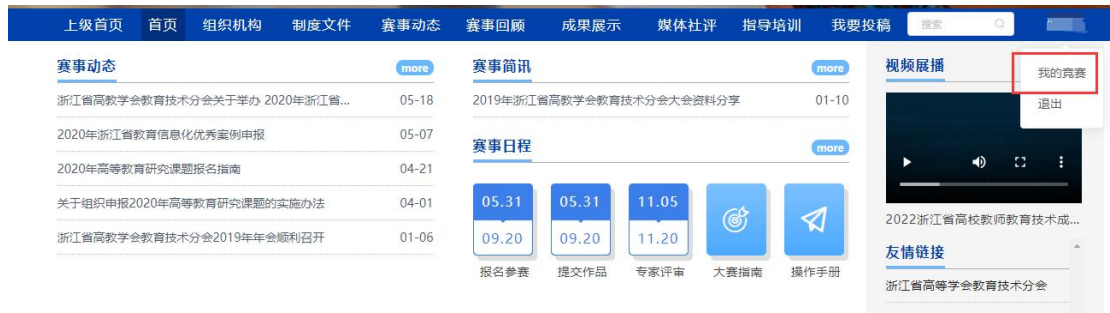 上级首页 首页 组织机构 制度文件 赛事动态 赛事回顾 成果展示 媒体社评 指导培训 我要投稿 搜索
赛事动态 more
浙江省高教学会教育技术分会关于举办 2020年浙江省... 05-18
2020年浙江省教育信息化优秀案例申报 05-07
2020年高等教育研究课题报名指南 04-21
关于组织申报2020年高等教育研究课题的实施办法 04-01
浙江省高教学会教育技术分会2019年年会顺利召开 01-06
赛事简讯 more
2019年浙江省高教学会教育技术分会大会资料分享 01-10
赛事日程 more
05.31 05.31 11.05
09.20 09.20 11.20
报名参赛 提交作品 专家评审 大赛指南 操作手册
视频展播
我的竞赛
退出
2022浙江省高校教师教育技术成...
友情链接
浙江省高等学会教育技术分会